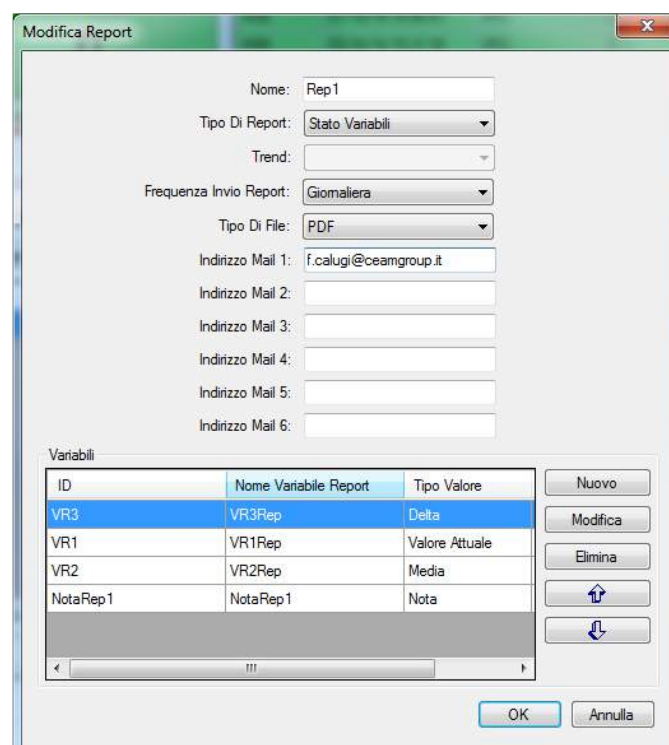 Modifica Report
Nome: Rep1
Tipo Di Report: Stato Variabili
Trend:
Frequenza Invio Report: Giornaliera
Tipo Di File: PDF
Indirizzo Mail 1: f.calugi@ceamgroup.it
Indirizzo Mail 2:
Indirizzo Mail 3:
Indirizzo Mail 4:
Indirizzo Mail 5:
Indirizzo Mail 6:
Variabili
ID Nome Variabile Report Tipo Valore
VR3 VR3Rep Delta
VR1 VR1Rep Valore Attuale
VR2 VR2Rep Media
NotaRep1 NotaRep1 Nota
Nuovo
Modifica
Elimina
OK Annulla